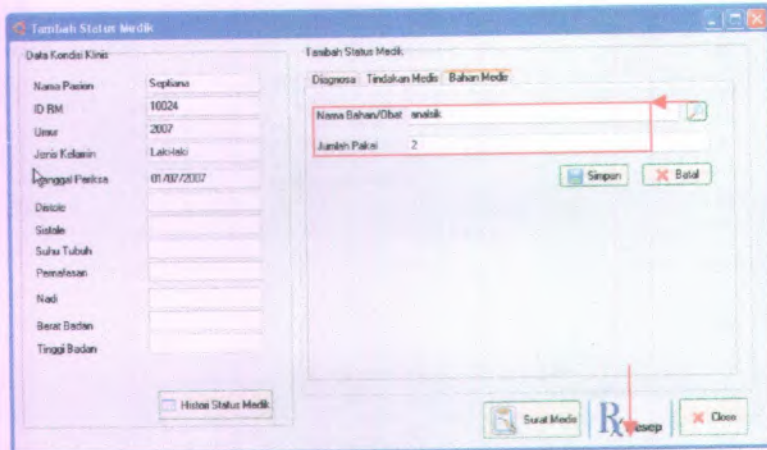 Tambah Status Medik
Data Kondisi Klinis
Nama Pasien Septiana
ID RM 10024
Umur 2007
Jenis Kelamin Laki-laki
Tanggal Periksa 01/07/2007
Distole
Sistole
Suhu Tubuh
Pernafasan
Nadi
Berat Badan
Tinggi Badan
Histori Status Medik
Tambah Status Medik
Diagnosa Tindakan Medis Bahan Medis
Nama Bahan/Obat analsik
Jumlah Pakai 2
Simpan Batal
Surat Medis Resep Close